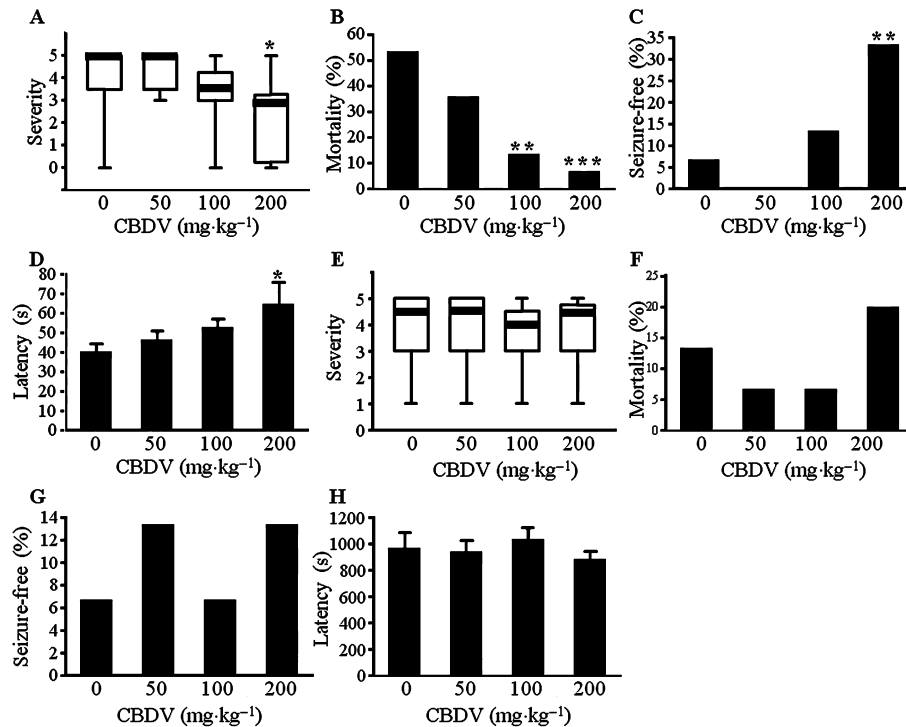 A
Severity
5
4
3
2
1
0
*
0 50 100 200
CBDV (mg·kg⁻¹)
B
Mortality (%)
60
50
40
30
20
10
0
**
***
0 50 100 200
CBDV (mg·kg⁻¹)
C
Seizure-free (%)
35
30
25
20
15
10
5
0
**
0 50 100 200
CBDV (mg·kg⁻¹)
D
Latency (s)
80
70
60
50
40
30
20
10
0
*
0 50 100 200
CBDV (mg·kg⁻¹)
E
Severity
6
5
4
3
2
1
0
0 50 100 200
CBDV (mg·kg⁻¹)
F
Mortality (%)
25
20
15
10
5
0
0 50 100 200
CBDV (mg·kg⁻¹)
G
Seizure-free (%)
14
12
10
8
6
4
2
0
0 50 100 200
CBDV (mg·kg⁻¹)
H
Latency (s)
1200
1000
800
600
400
200
0
0 50 100 200
CBDV (mg·kg⁻¹)